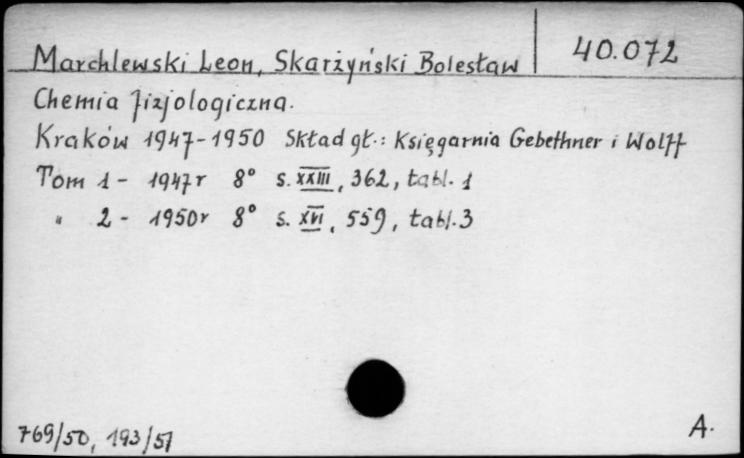 Marchlewski Leon, Skarżyński Bolesław 40.072
Chemia fizjologiczna.
Kraków 1947-1950 Skład gł.: Księgarnia Gebethner i Wolff
Tom 1 - 1947r 8° s. XXIII, 362, tabl. 1
" 2 - 1950r 8° s. XVI, 559, tabl. 3
769/50, 193/51 A.